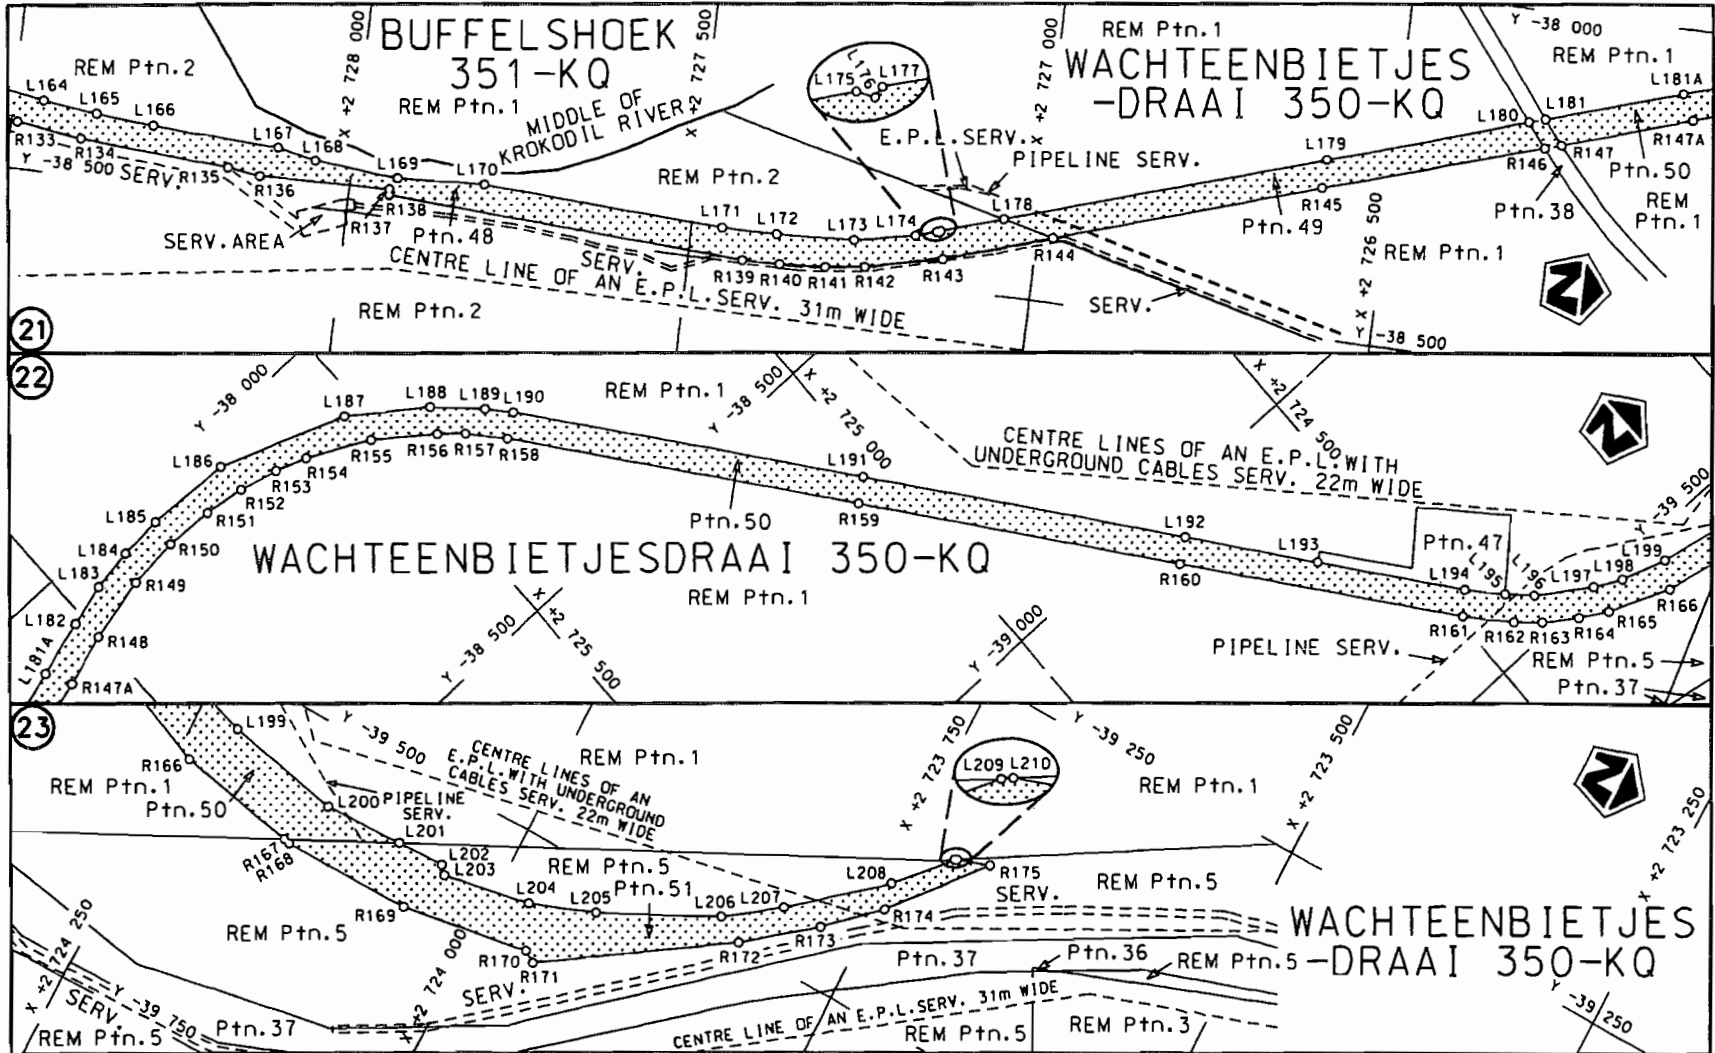 21
BUFFELSHOEK
351-KQ
REM Ptn.1
REM Ptn.2
X +2 728 000
X +2 727 500
X +2 727 000
REM Ptn.1
WACHTEENBIETJES
-DRAAI 350-KQ
Y -38 000
REM Ptn.1
L164
L165
L166
L167
L168
L169
L170
L171
L172
L173
L174
L175
L176
L177
L178
L179
L180
L181
L181A
MIDDLE OF
KROKODIL RIVER
E.P.L.SERV.
PIPELINE SERV.
REM Ptn.2
R133
R134
R135
R136
R137
R138
R139
R140
R141
R142
R143
R144
R145
R146
R147
R147A
Y -38 500
SERV.
SERV.AREA
Ptn.48
SERV.
CENTRE LINE OF AN E.P.L.SERV. 31m WIDE
REM Ptn.2
Ptn.49
Ptn.38
Ptn.50
REM
Ptn.1
REM Ptn.1
X +2 726 500
SERV.
Y -38 500
N
22
Y -38 000
L187
L188
L189
L190
REM Ptn.1
Y -38 500
X +2 725 000
X +2 724 500
CENTRE LINES OF AN E.P.L.WITH
UNDERGROUND CABLES SERV. 22m WIDE
Y -39 500
N
L186
L185
L184
L183
L182
L181A
R147A
R148
R149
R150
R151
R152
R153
R154
R155
R156
R157
R158
L191
R159
Ptn.50
WACHTEENBIETJESDRAAI 350-KQ
REM Ptn.1
L192
R160
L193
Ptn.47
L194
L195
L196
L197
L198
L199
R161
R162
R163
R164
R165
R166
Y -38 500
X +2 725 500
Y -39 000
PIPELINE SERV.
REM Ptn.5
Ptn.37
23
L199
R166
REM Ptn.1
Ptn.50
Y -39 500
CENTRE LINES OF AN
E.P.L.WITH UNDERGROUND
CABLES SERV. 22m WIDE
REM Ptn.1
X +2 723 750
Y -39 250
X +2 723 500
L209
L210
REM Ptn.1
N
X +2 723 250
L200
PIPELINE
SERV.
L201
R167
R168
L202
L203
L204
L205
L206
L207
L208
REM Ptn.5
Ptn.51
R169
R170
R171
R172
R173
R174
R175
SERV.
REM Ptn.5
REM Ptn.5
WACHTEENBIETJES
-DRAAI 350-KQ
X +2 724 250
X +2 724 000
SERV.
Y -39 750
SERV.
Ptn.37
Ptn.36
REM Ptn.5
Y -39 250
REM Ptn.5
Ptn.37
CENTRE LINE OF AN E.P.L.SERV. 31m WIDE
REM Ptn.5
REM Ptn.3